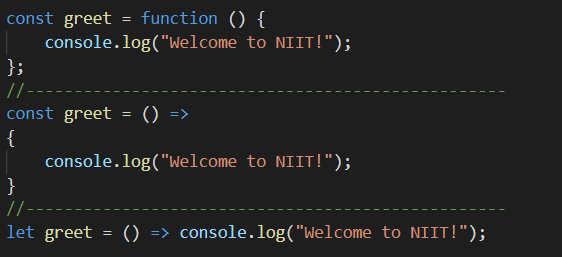 const greet = function () {
    console.log("Welcome to NIIT!");
};
//--------------------------------------------------
const greet = () =>
{
    console.log("Welcome to NIIT!");
}
//--------------------------------------------------
let greet = () => console.log("Welcome to NIIT!");